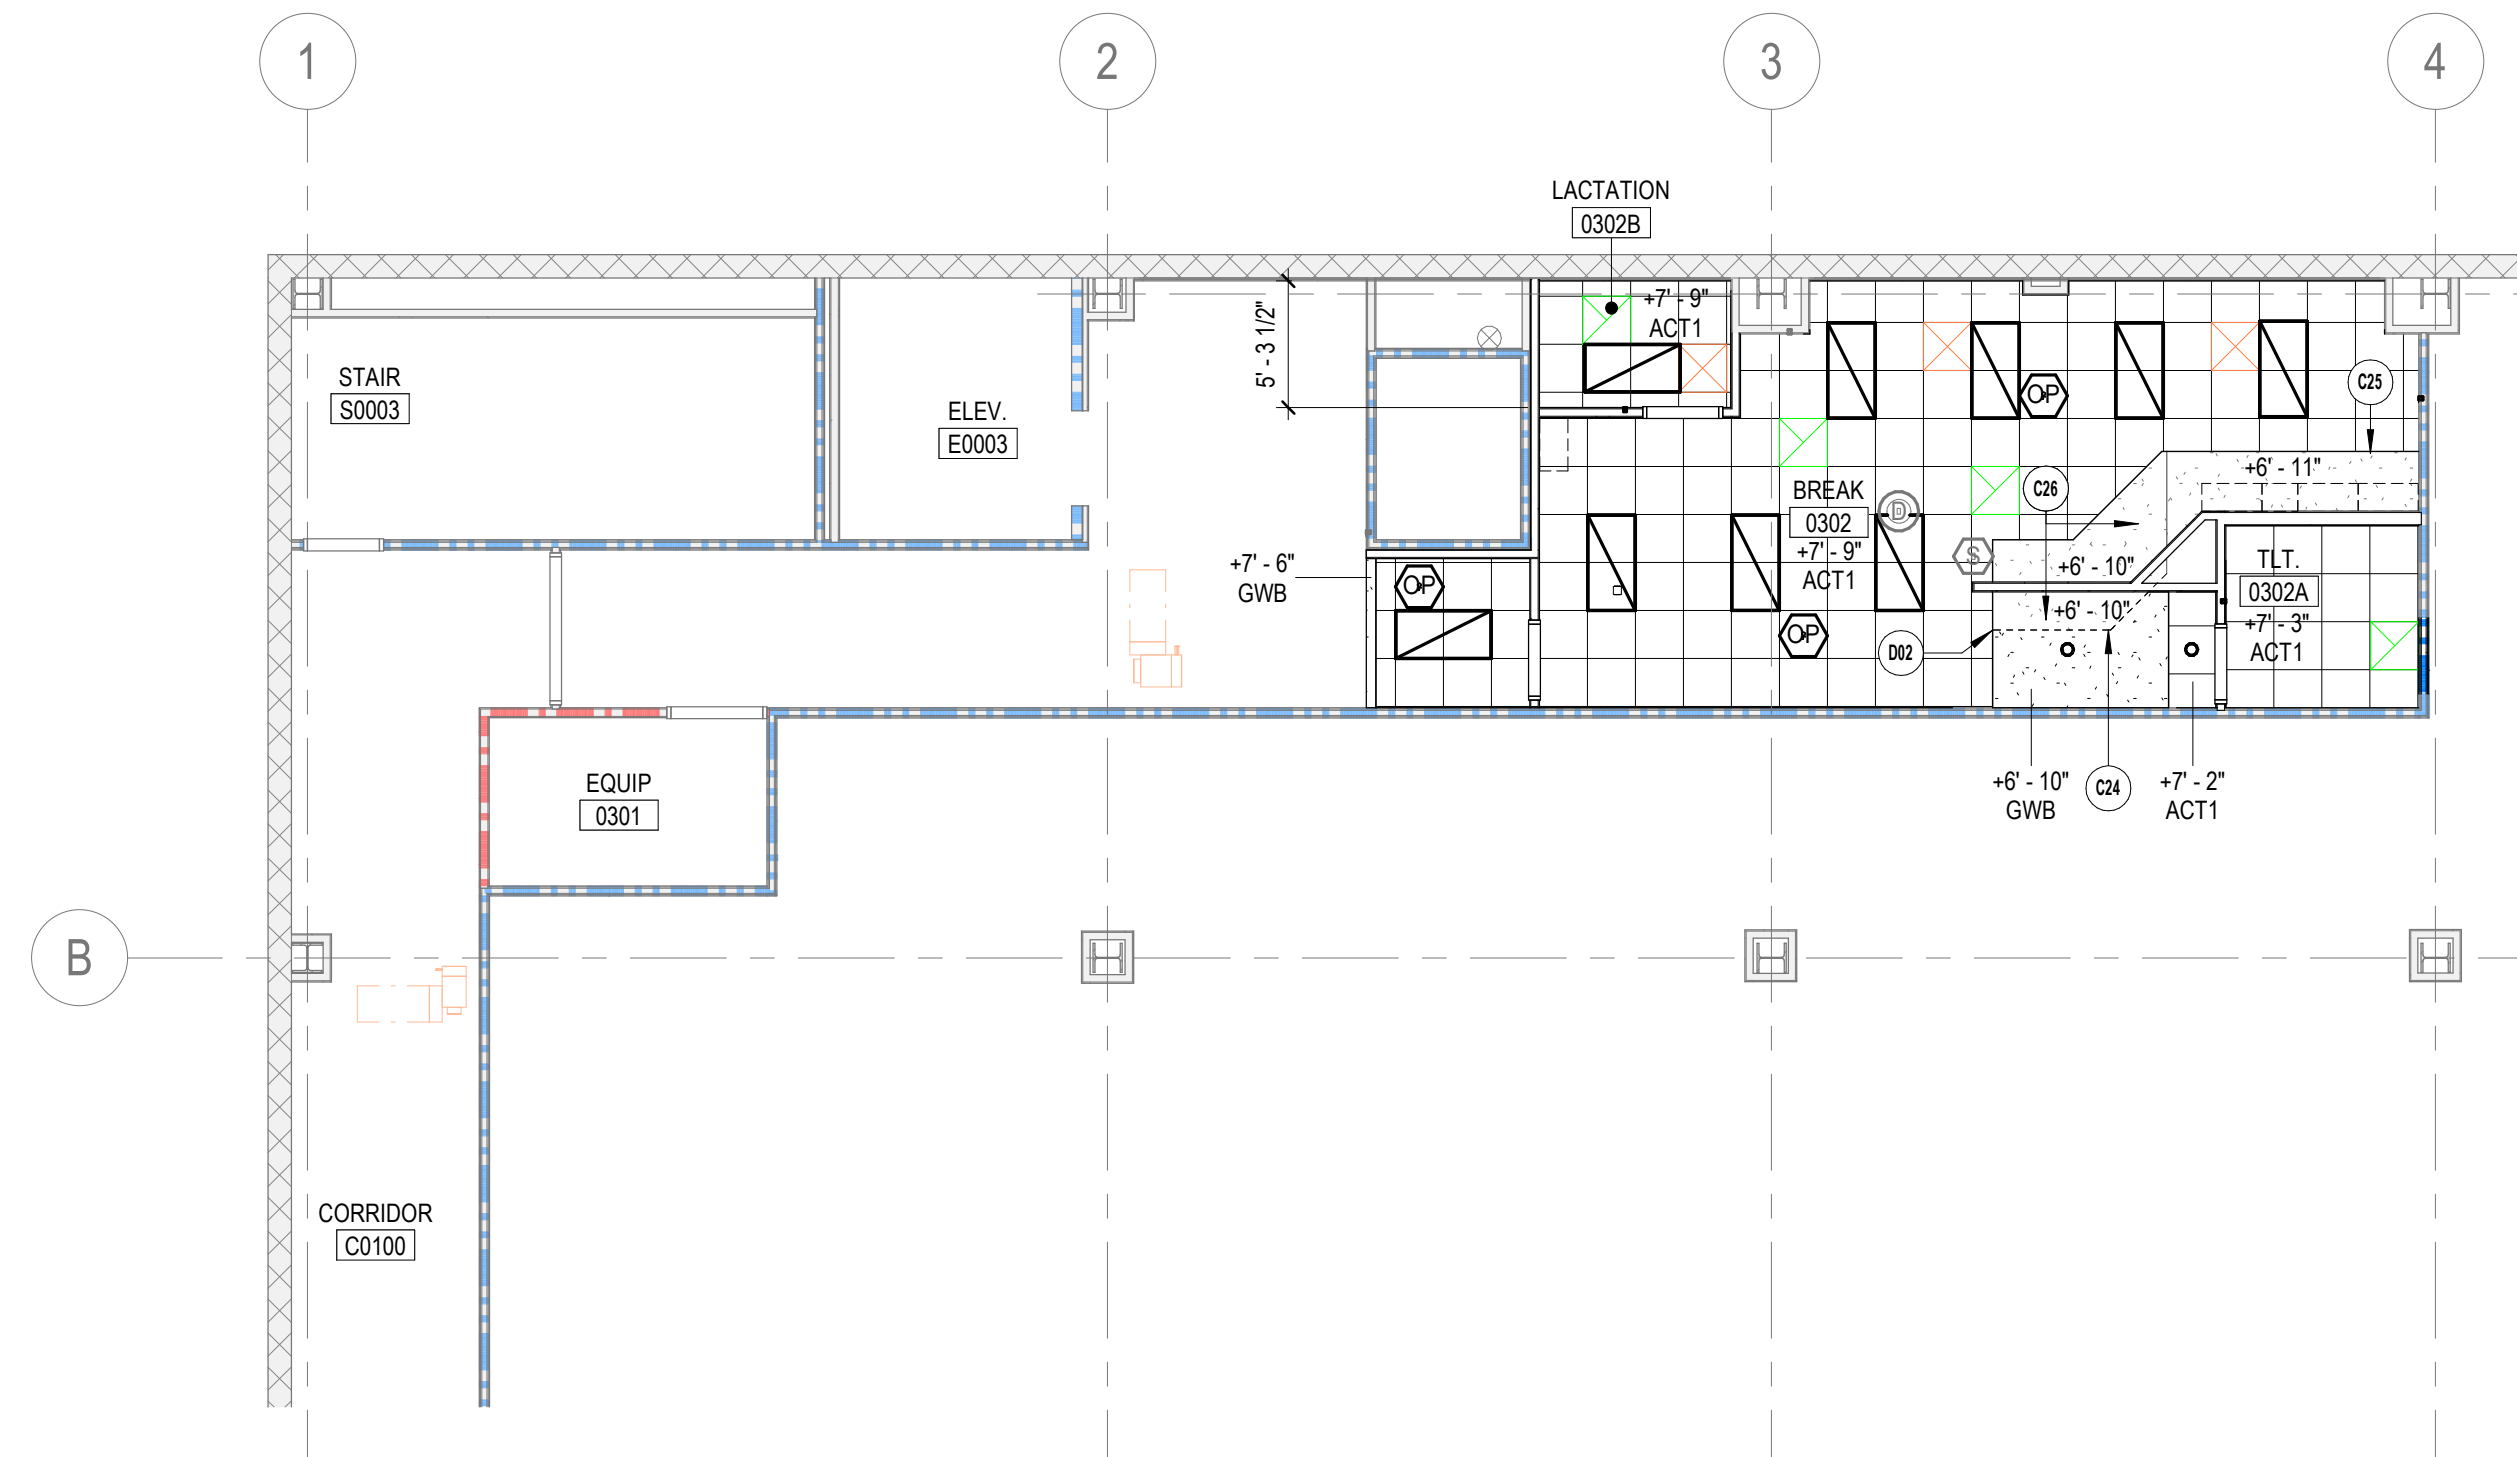 1
2
3
4
LACTATION
0302B
+7' - 9"
ACT1
5' - 3 1/2"
STAIR
S0003
ELEV.
E0003
OP
C25
+6' - 11"
C26
BREAK
0302
+7' - 9"
ACT1
D
S
+6' - 10"
+7' - 6"
GWB
OP
TLT.
0302A
+7' - 3"
ACT1
+6' - 10"
OP
D02
+6' - 10"
GWB
C24
+7' - 2"
ACT1
EQUIP
0301
B
CORRIDOR
C0100